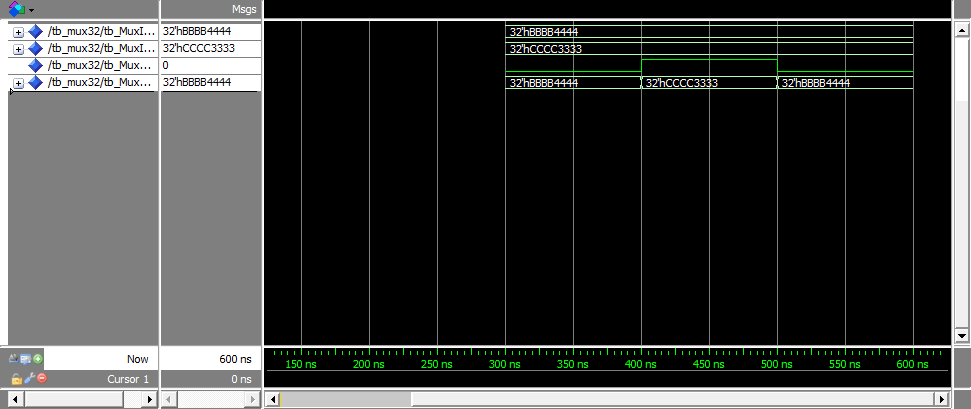 Msgs
/tb_mux32/tb_MuxI... 32'hBBBB4444 32'hBBBB4444
/tb_mux32/tb_MuxI... 32'hCCCC3333 32'hCCCC3333
/tb_mux32/tb_Mux... 0
/tb_mux32/tb_Mux... 32'hBBBB4444 32'hBBBB4444 32'hCCCC3333 32'hBBBB4444
Now 600 ns 150 ns 200 ns 250 ns 300 ns 350 ns 400 ns 450 ns 500 ns 550 ns 600 ns
Cursor 1 0 ns